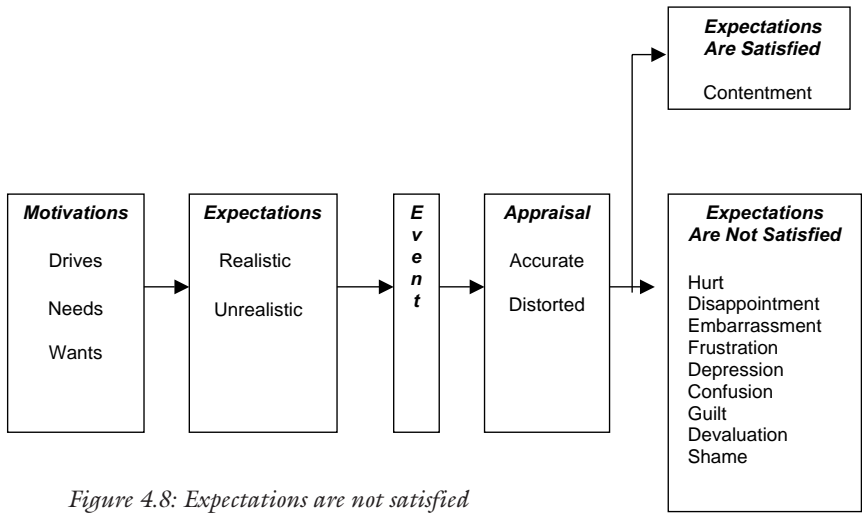 Expectations
Are Satisfied
Contentment
Motivations
Drives
Needs
Wants
Expectations
Realistic
Unrealistic
E
v
e
n
t
Appraisal
Accurate
Distorted
Expectations
Are Not Satisfied
Hurt
Disappointment
Embarrassment
Frustration
Depression
Confusion
Guilt
Devaluation
Shame
Figure 4.8: Expectations are not satisfied